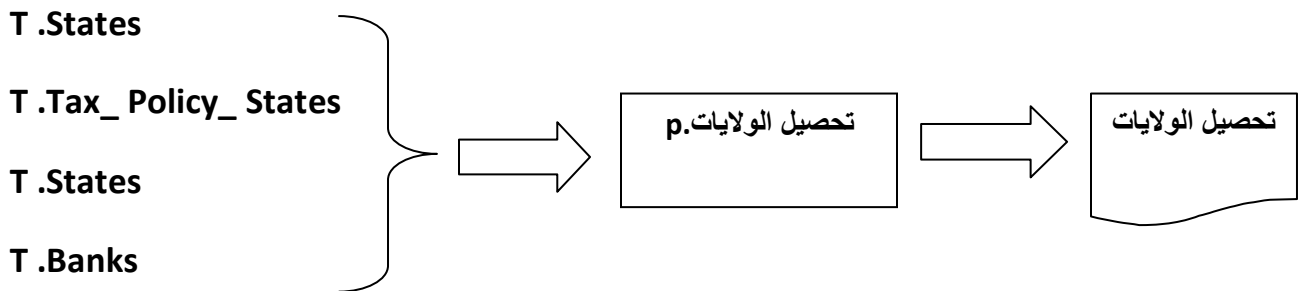 T .States
T .Tax_ Policy_ States
T .States
T .Banks
تحصيل الولايات.p
تحصيل الولايات